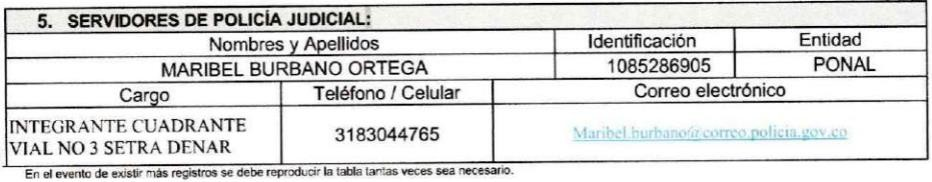 5. SERVIDORES DE POLICÍA JUDICIAL:
Nombres y Apellidos Identificación Entidad
MARIBEL BURBANO ORTEGA 1085286905 PONAL
Cargo Teléfono / Celular Correo electrónico
INTEGRANTE CUADRANTE
VIAL NO 3 SETRA DENAR 3183044765 Maribel.burbano@correo.policia.gov.co
En el evento de existir más registros se debe reproducir la tabla tantas veces sea necesario.